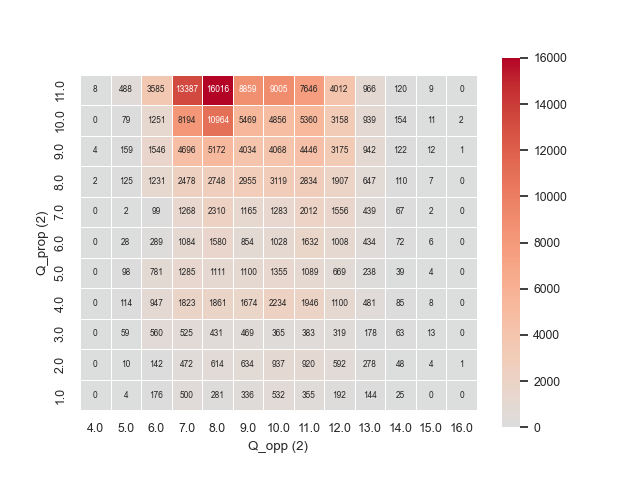 11.0 8 488 3585 13387 16016 8859 9005 7646 4012 966 120 9 0
10.0 0 79 1251 8194 10964 5469 4856 5360 3158 939 154 11 2
9.0 4 159 1546 4696 5172 4034 4068 4446 3175 942 122 12 1
8.0 2 125 1231 2478 2748 2955 3119 2834 1907 647 110 7 0
7.0 0 2 99 1268 2310 1165 1283 2012 1556 439 67 2 0
6.0 0 28 289 1084 1580 854 1028 1632 1008 434 72 6 0
5.0 0 98 781 1285 1111 1100 1355 1089 669 238 39 4 0
4.0 0 114 947 1823 1861 1674 2234 1946 1100 481 85 8 0
3.0 0 59 560 525 431 469 365 383 319 178 63 13 0
2.0 0 10 142 472 614 634 937 920 592 278 48 4 1
1.0 0 4 176 500 281 336 532 355 192 144 25 0 0
4.0 5.0 6.0 7.0 8.0 9.0 10.0 11.0 12.0 13.0 14.0 15.0 16.0
Q_opp (2)
Q_prop (2)
16000
14000
12000
10000
8000
6000
4000
2000
0